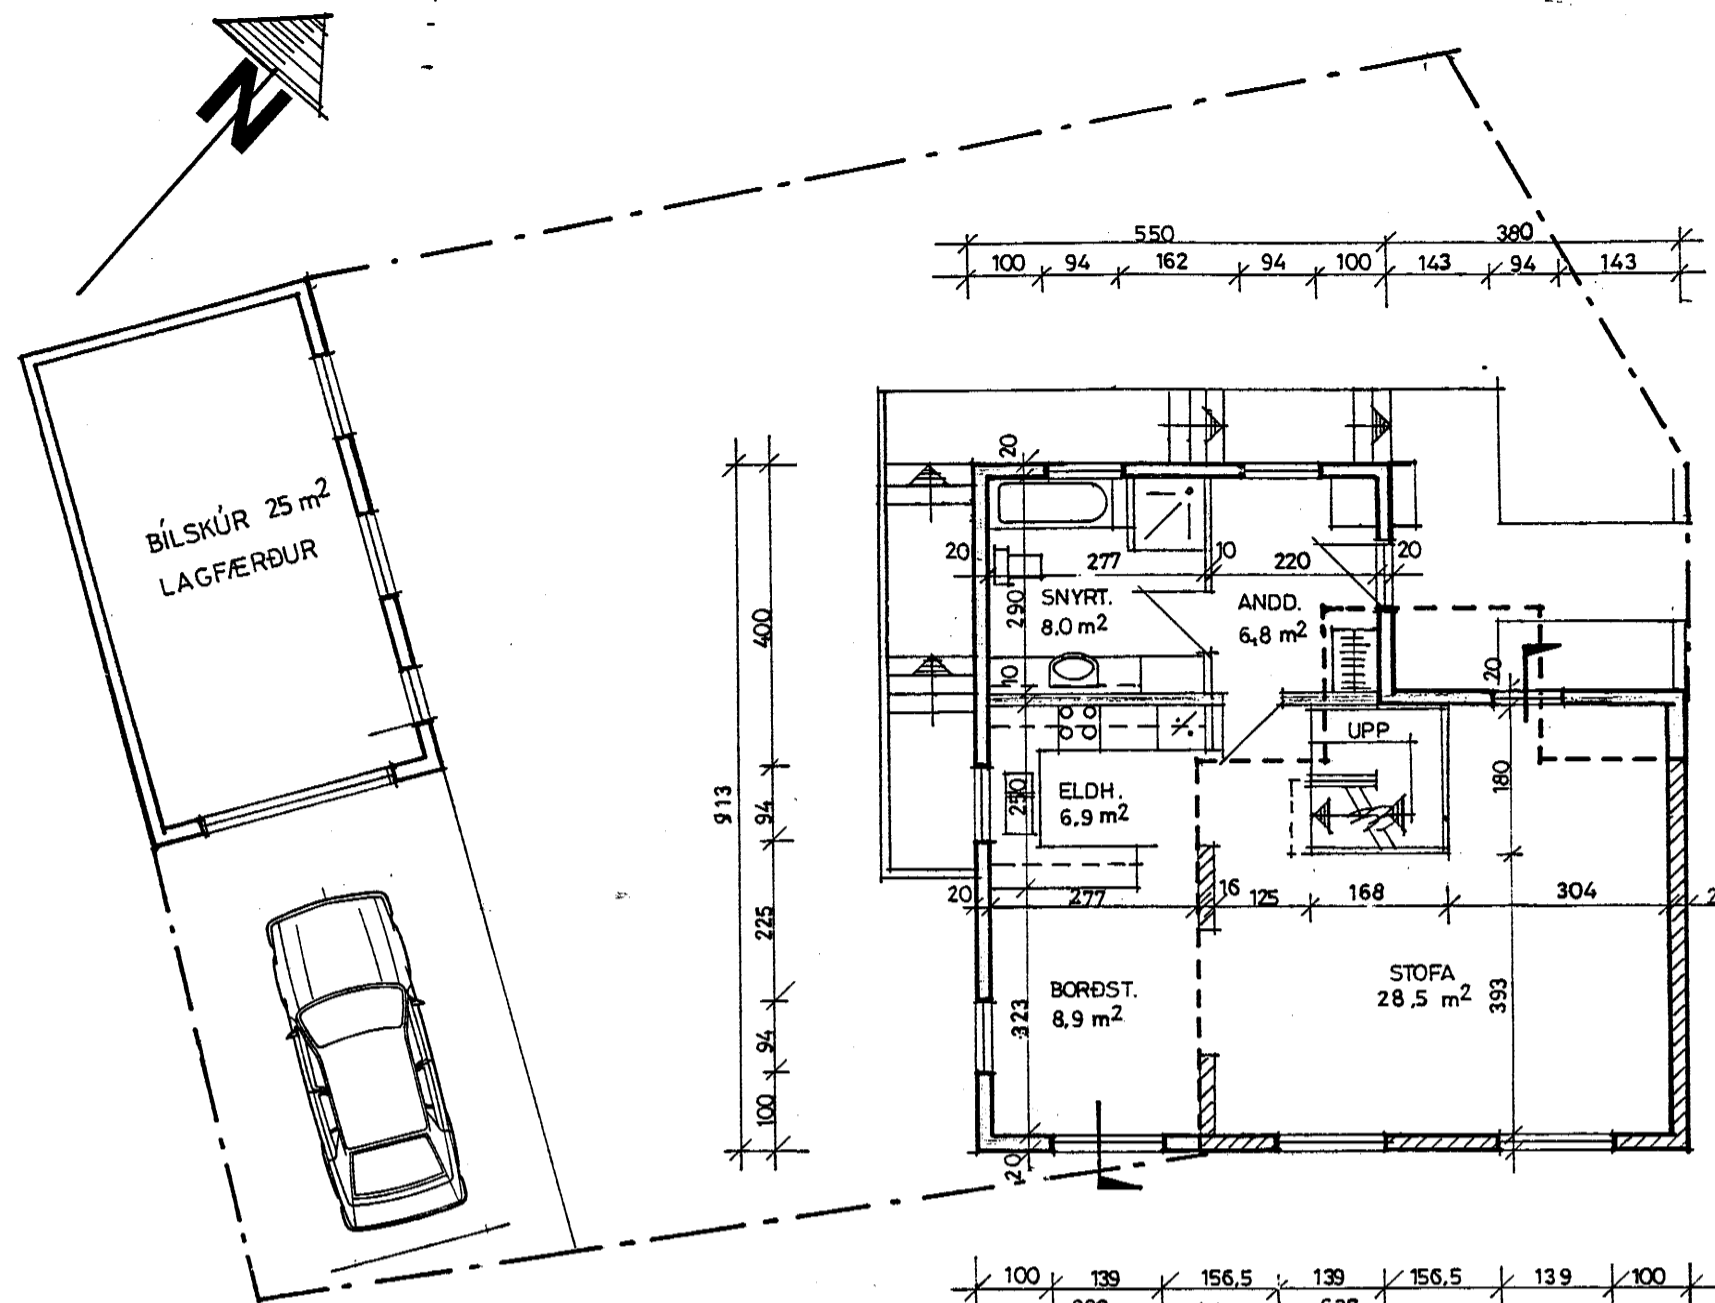 N
550 380
100 94 162 94 100 143 94 143
BÍLSKÚR 25 m²
LAGFÆRÐUR
20
20 277 10 220 20
290
SNYRT.
8.0 m²
ANDD.
6,8 m²
10
20
UPP
250
ELDH.
6,9 m²
180
913
400
94
225
94
100
20 277 16 125 168 304
BORÐST.
8,9 m²
323
STOFA
28,5 m²
393
20
100 139 156,5 139 156,5 139 100